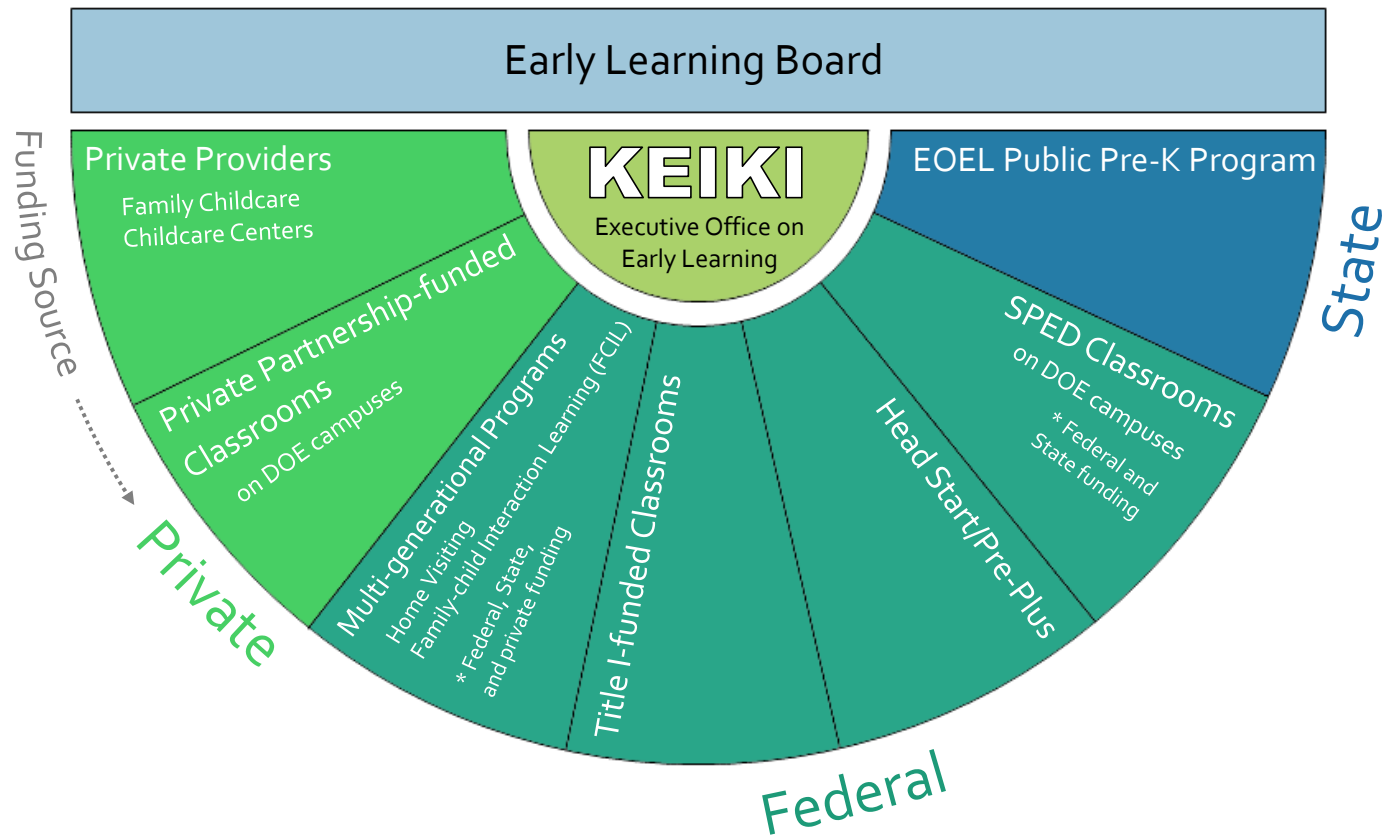 Early Learning Board
Funding Source
Private Providers
Family Childcare
Childcare Centers
Private Partnership-funded
Classrooms
on DOE campuses
Private
KEIKI
Executive Office on
Early Learning
Multi-generational Programs
Home Visiting
Family-child Interaction Learning (FCIL)
* Federal, State,
and private funding
Title I-funded Classrooms
Head Start/Pre-Plus
Federal
SPED Classrooms
on DOE campuses
* Federal and
State funding
EOEL Public Pre-K Program
State